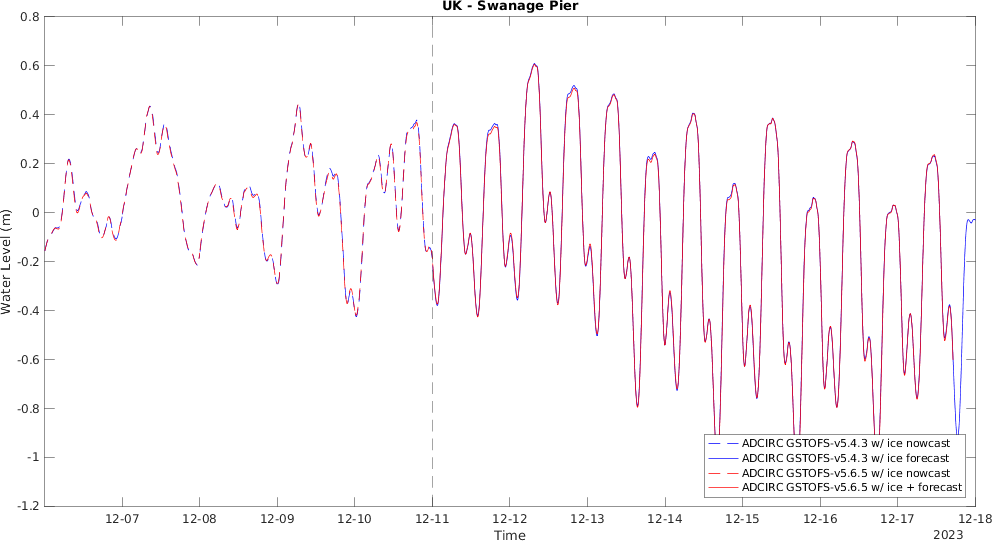 UK - Swanage Pier
0.8
0.6
0.4
0.2
0
-0.2
-0.4
-0.6
-0.8
-1
-1.2
Water Level (m)
ADCIRC GSTOFS-v5.4.3 w/ ice nowcast
ADCIRC GSTOFS-v5.4.3 w/ ice forecast
ADCIRC GSTOFS-v5.6.5 w/ ice nowcast
ADCIRC GSTOFS-v5.6.5 w/ ice + forecast
12-07 12-08 12-09 12-10 12-11 12-12 12-13 12-14 12-15 12-16 12-17 12-18
Time
2023